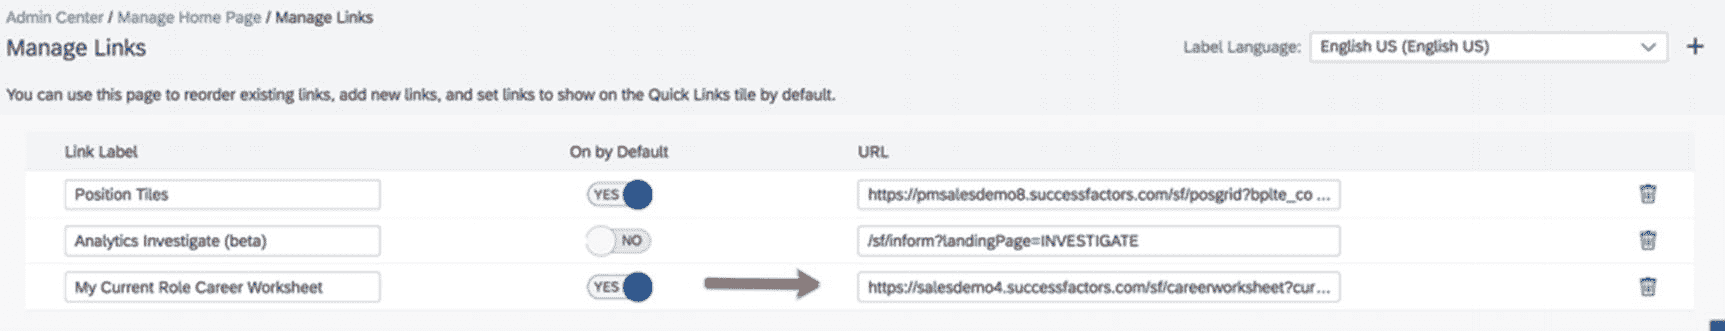 Admin Center / Manage Home Page / Manage Links
Manage Links
Label Language: English US (English US)
You can use this page to reorder existing links, add new links, and set links to show on the Quick Links tile by default.
Link Label On by Default URL
Position Tiles YES https://pmsalesdemo8.successfactors.com/sf/posgrid?bplte_co ...
Analytics Investigate (beta) NO /sf/inform?landingPage=INVESTIGATE
My Current Role Career Worksheet YES https://salesdemo4.successfactors.com/sf/careerworksheet?cur...